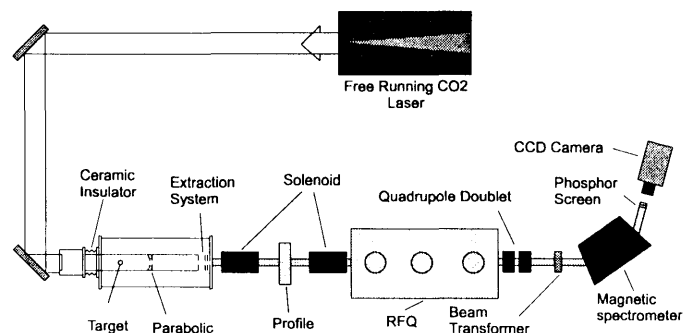 Free Running CO2
Laser
CCD Camera
Phosphor
Screen
Ceramic
Insulator
Extraction
System
Solenoid
Quadrupole Doublet
Target
Parabolic
Profile
RFQ
Beam
Transformer
Magnetic
spectrometer